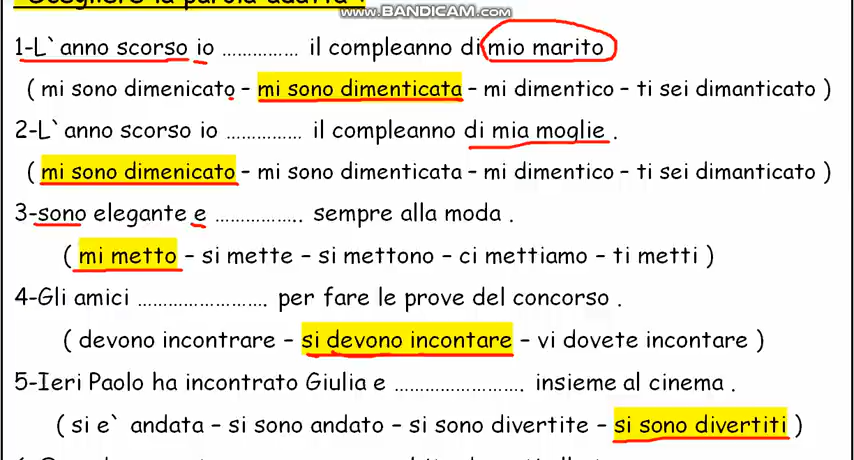 Scegliere la parola adatta :
www.BANDICAM.com
1-L`anno scorso io ............... il compleanno di mio marito
( mi sono dimenicato – mi sono dimenticata – mi dimentico – ti sei dimanticato )
2-L`anno scorso io ............... il compleanno di mia moglie .
( mi sono dimenicato – mi sono dimenticata – mi dimentico – ti sei dimanticato )
3-sono elegante e ................. sempre alla moda .
( mi metto – si mette – si mettono – ci mettiamo – ti metti )
4-Gli amici ......................... per fare le prove del concorso .
( devono incontrare – si devono incontare – vi dovete incontare )
5-Ieri Paolo ha incontrato Giulia e ......................... insieme al cinema .
( si e` andata – si sono andato – si sono divertite – si sono divertiti )